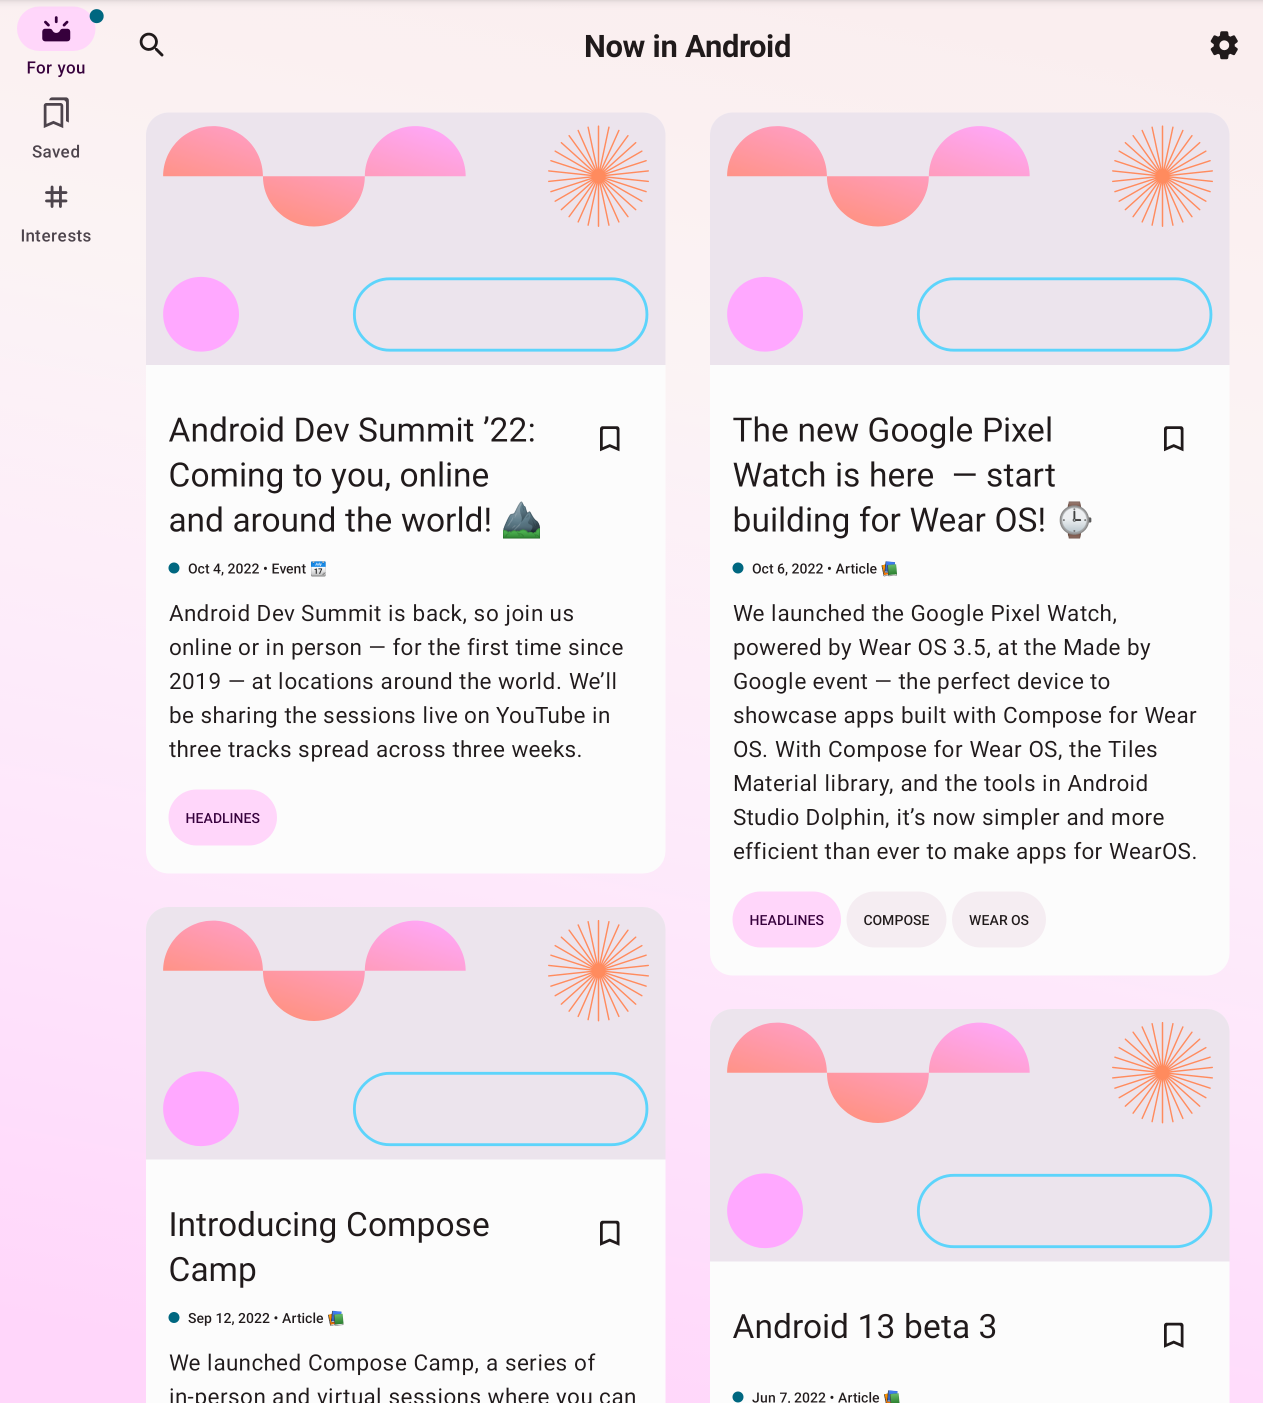 For you
Saved
Interests
Now in Android
Android Dev Summit ’22:
Coming to you, online
and around the world! ⛰️
Oct 4, 2022 • Event 📆
Android Dev Summit is back, so join us
online or in person — for the first time since
2019 — at locations around the world. We’ll
be sharing the sessions live on YouTube in
three tracks spread across three weeks.
HEADLINES
The new Google Pixel
Watch is here  — start
building for Wear OS! ⌚
Oct 6, 2022 • Article 📚
We launched the Google Pixel Watch,
powered by Wear OS 3.5, at the Made by
Google event — the perfect device to
showcase apps built with Compose for Wear
OS. With Compose for Wear OS, the Tiles
Material library, and the tools in Android
Studio Dolphin, it’s now simpler and more
efficient than ever to make apps for WearOS.
HEADLINES COMPOSE WEAR OS
Introducing Compose
Camp
Sep 12, 2022 • Article 📚
We launched Compose Camp, a series of
in-person and virtual sessions where you can
Android 13 beta 3
Jun 7, 2022 • Article 📚